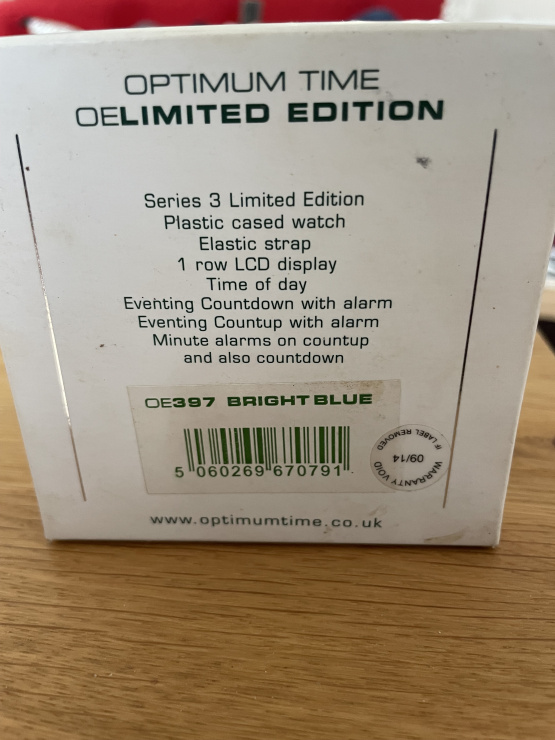 OPTIMUM TIME
OELIMITED EDITION
Series 3 Limited Edition
Plastic cased watch
Elastic strap
1 row LCD display
Time of day
Eventing Countdown with alarm
Eventing Countup with alarm
Minute alarms on countup
and also countdown
OE397 BRIGHT BLUE
5 060269 670791
WARRANTY VOID
IF LABEL REMOVED
09/14
www.optimumtime.co.uk